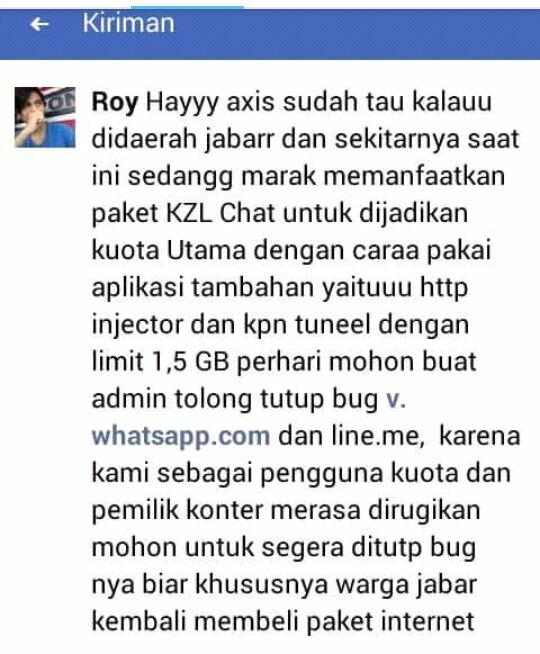 Kiriman
Roy Hayyy axis sudah tau kalauu
didaerah jabarr dan sekitarnya saat
ini sedangg marak memanfaatkan
paket KZL Chat untuk dijadikan
kuota Utama dengan caraa pakai
aplikasi tambahan yaituuu http
injector dan kpn tuneel dengan
limit 1,5 GB perhari mohon buat
admin tolong tutup bug v.
whatsapp.com dan line.me, karena
kami sebagai pengguna kuota dan
pemilik konter merasa dirugikan
mohon untuk segera ditutp bug
nya biar khususnya warga jabar
kembali membeli paket internet